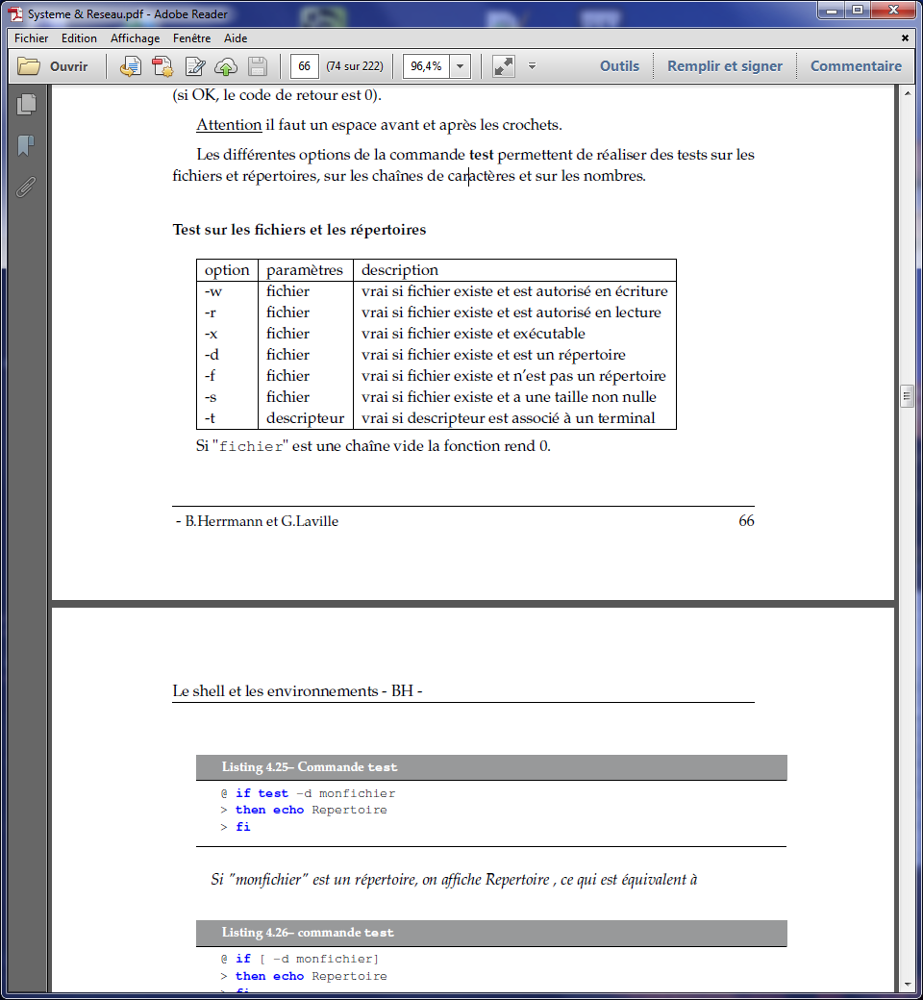 Systeme & Reseau.pdf - Adobe Reader
Fichier Edition Affichage Fenêtre Aide
Ouvrir 66 (74 sur 222) 96,4% Outils Remplir et signer Commentaire
(si OK, le code de retour est 0).
Attention il faut un espace avant et après les crochets.
Les différentes options de la commande test permettent de réaliser des tests sur les
fichiers et répertoires, sur les chaînes de caractères et sur les nombres.
Test sur les fichiers et les répertoires
option paramètres description
-w fichier vrai si fichier existe et est autorisé en écriture
-r fichier vrai si fichier existe et est autorisé en lecture
-x fichier vrai si fichier existe et exécutable
-d fichier vrai si fichier existe et est un répertoire
-f fichier vrai si fichier existe et n'est pas un répertoire
-s fichier vrai si fichier existe et a une taille non nulle
-t descripteur vrai si descripteur est associé à un terminal
Si "fichier" est une chaîne vide la fonction rend 0.
- B.Herrmann et G.Laville 66
Le shell et les environnements - BH -
Listing 4.25– Commande test
@ if test -d monfichier
> then echo Repertoire
> fi
Si "monfichier" est un répertoire, on affiche Repertoire , ce qui est équivalent à
Listing 4.26– commande test
@ if [ -d monfichier]
> then echo Repertoire
> fi